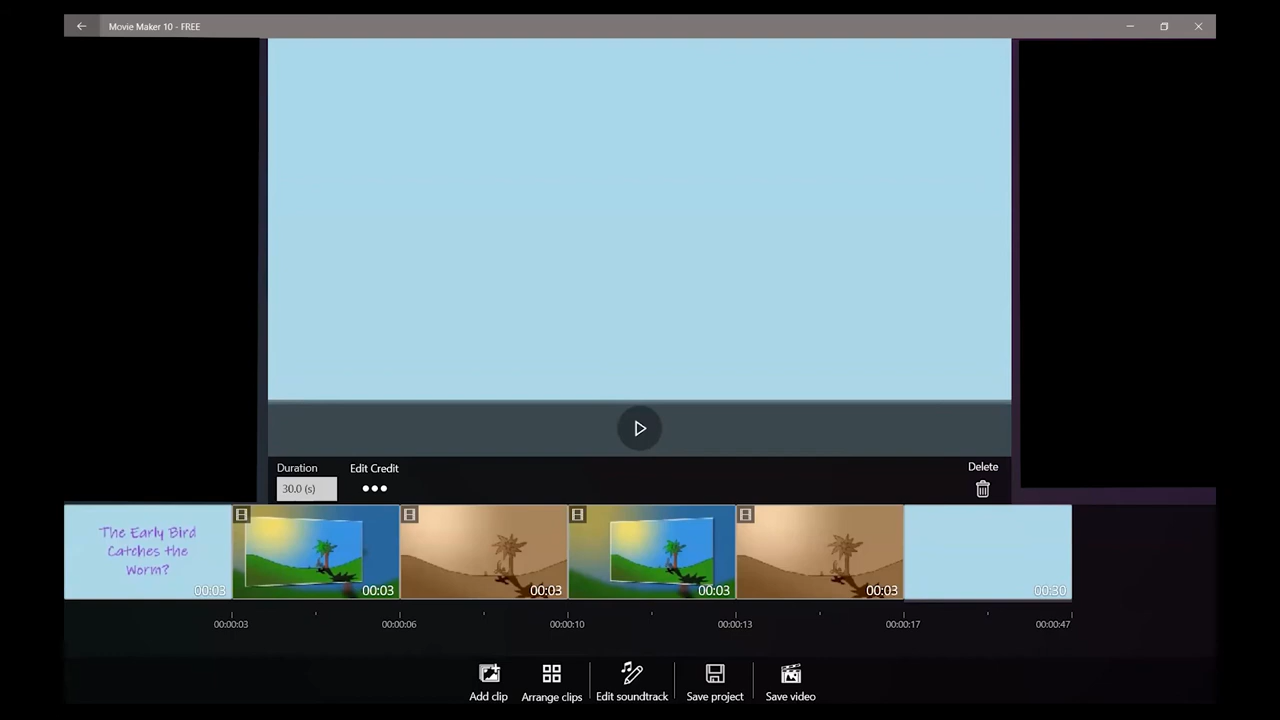 Movie Maker 10 - FREE
Duration
Edit Credit
Delete
30.0 (s)
The Early Bird
Catches the
Worm?
00:03
00:03
00:03
00:03
00:03
00:30
00:00:03
00:00:06
00:00:10
00:00:13
00:00:17
00:00:47
Add clip
Arrange clips
Edit soundtrack
Save project
Save video